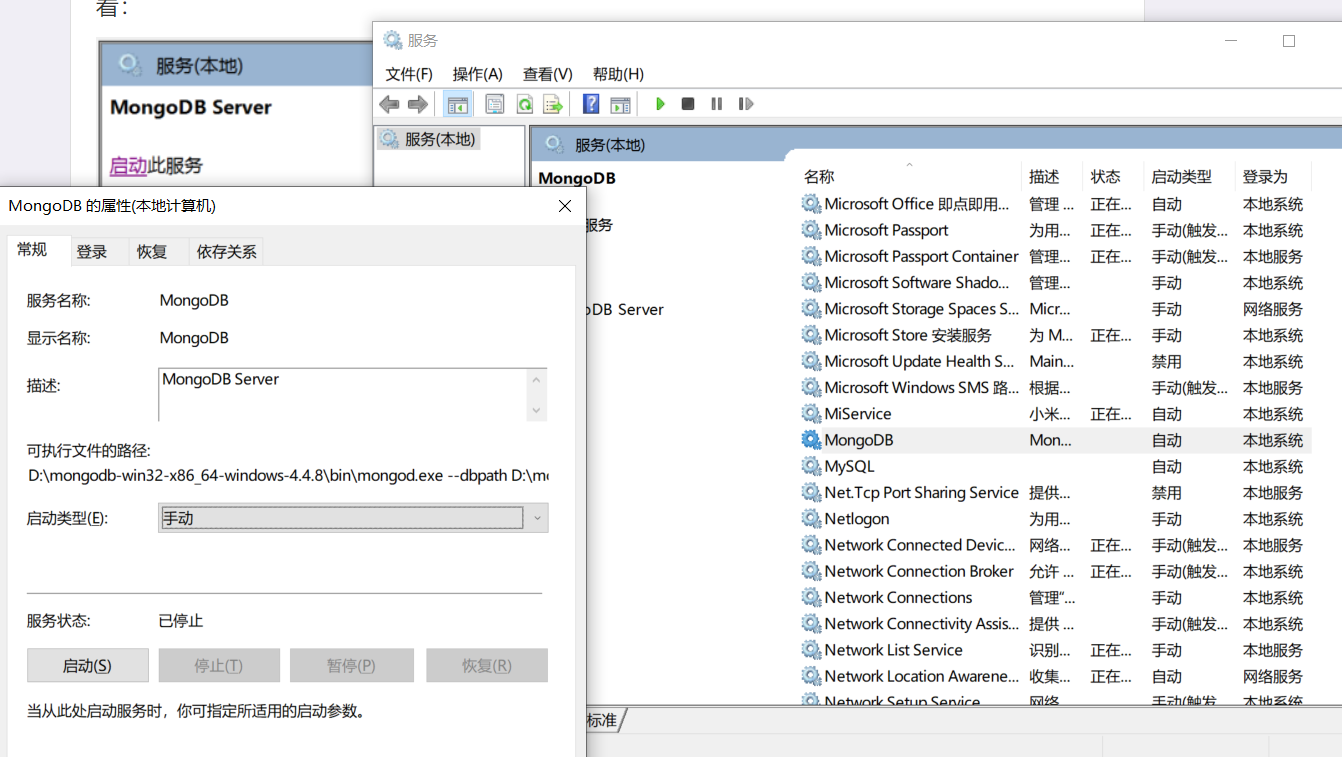 看：
服务(本地)
MongoDB Server
启动此服务
服务
文件(F) 操作(A) 查看(V) 帮助(H)
服务(本地)
服务(本地)
MongoDB
服务
DB Server
名称 描述 状态 启动类型 登录为
Microsoft Office 即点即用... 管理 ... 正在... 自动 本地系统
Microsoft Passport 为用... 正在... 手动(触发... 本地系统
Microsoft Passport Container 管理... 正在... 手动(触发... 本地服务
Microsoft Software Shado... 管理... 手动 本地系统
Microsoft Storage Spaces S... Micr... 手动 网络服务
Microsoft Store 安装服务 为 M... 正在... 手动 本地系统
Microsoft Update Health S... Main... 禁用 本地系统
Microsoft Windows SMS 路... 根据... 手动(触发... 本地服务
MiService 小米... 正在... 自动 本地系统
MongoDB Mon... 自动 本地系统
MySQL 自动 本地系统
Net.Tcp Port Sharing Service 提供... 禁用 本地服务
Netlogon 为用... 手动 本地系统
Network Connected Devic... 网络... 正在... 手动(触发... 本地服务
Network Connection Broker 允许 ... 正在... 手动(触发... 本地系统
Network Connections 管理“... 手动 本地系统
Network Connectivity Assis... 提供 ... 手动(触发... 本地系统
Network List Service 识别... 正在... 手动 本地服务
Network Location Awarene... 收集... 正在... 自动 网络服务
Network Setup Service 网络... 手动(触发... 本地系统
标准
MongoDB 的属性(本地计算机)
常规 登录 恢复 依存关系
服务名称: MongoDB
显示名称: MongoDB
描述: MongoDB Server
可执行文件的路径:
D:\mongodb-win32-x86_64-windows-4.4.8\bin\mongod.exe --dbpath D:\m
启动类型(E): 手动
服务状态: 已停止
启动(S) 停止(T) 暂停(P) 恢复(R)
当从此处启动服务时，你可指定所适用的启动参数。